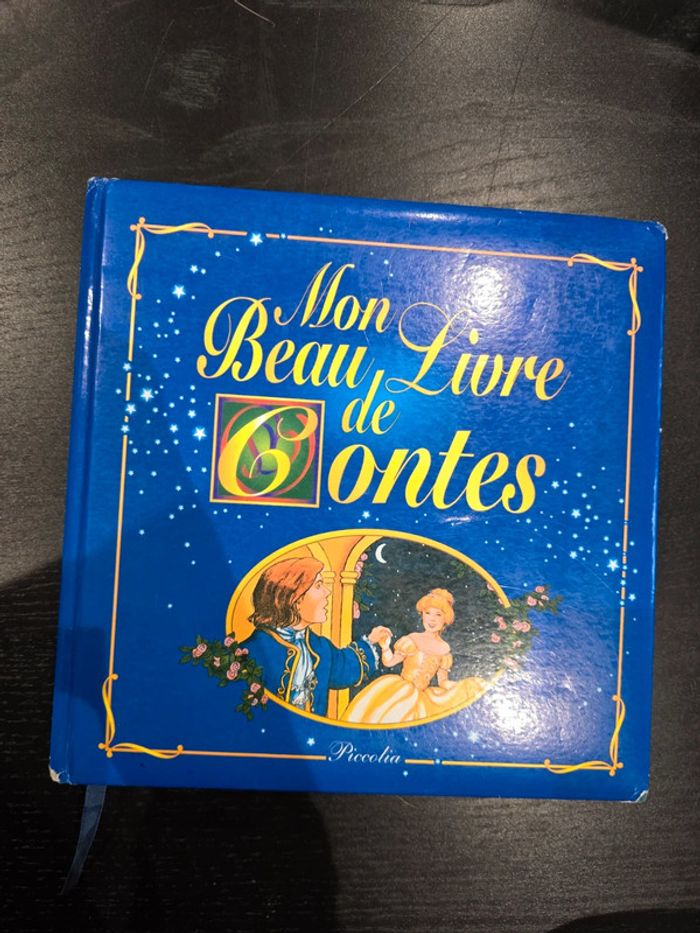 Mon
Beau Livre
de
Contes
Piccolia